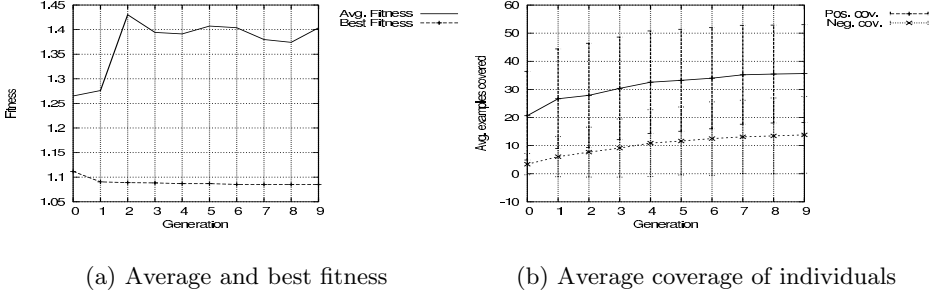 Avg. Fitness
Best Fitness
1.45
1.4
1.35
1.3
1.25
1.2
1.15
1.1
1.05
Fitness
0 1 2 3 4 5 6 7 8 9
Generation
(a) Average and best fitness
Pos. cov.
Neg. cov.
60
50
40
30
20
10
0
-10
Avg. examples covered
0 1 2 3 4 5 6 7 8 9
Generation
(b) Average coverage of individuals